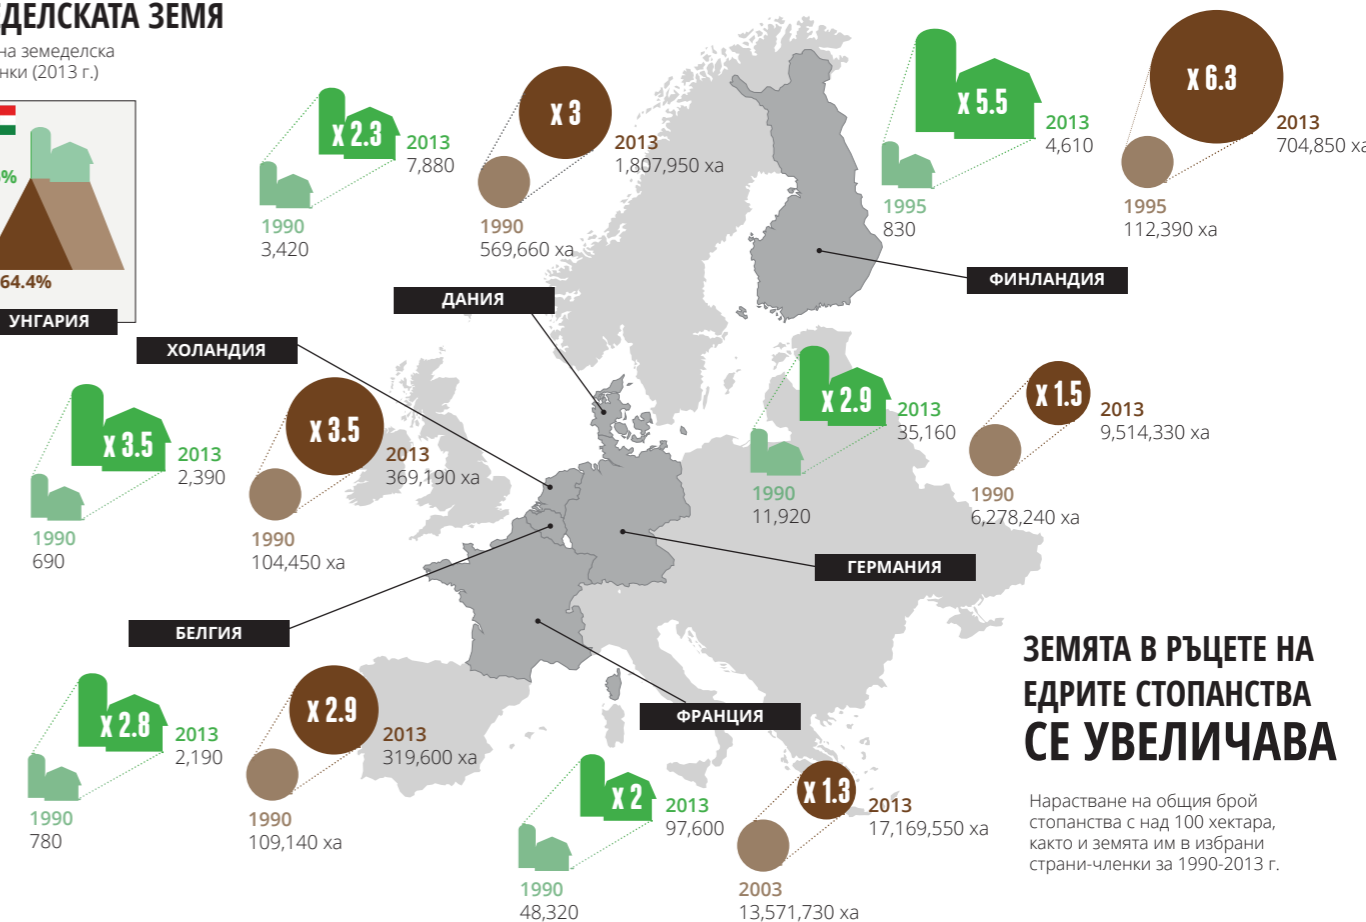 ЗЕМЯ
на земеделска
(2013 г.)
64.4%
УНГАРИЯ
x 2.3
2013
7,880
1990
3,420
x 3
2013
1,807,950 ха
1990
569,660 ха
ДАНИЯ
x 5.5
2013
4,610
1995
830
x 6.3
2013
704,850 ха
1995
112,390 ха
ФИНЛАНДИЯ
ХОЛАНДИЯ
x 3.5
2013
2,390
1990
690
x 3.5
2013
369,190 ха
1990
104,450 ха
x 2.9
2013
35,160
1990
11,920
x 1.5
2013
9,514,330 ха
1990
6,278,240 ха
ГЕРМАНИЯ
БЕЛГИЯ
x 2.8
2013
2,190
1990
780
x 2.9
2013
319,600 ха
1990
109,140 ха
ФРАНЦИЯ
x 2
2013
97,600
1990
48,320
x 1.3
2013
17,169,550 ха
2003
13,571,730 ха
ЗЕМЯТА В РЪЦЕТЕ НА
ЕДРИТЕ СТОПАНСТВА
СЕ УВЕЛИЧАВА
Нарастване на общия брой
стопанства с над 100 хектара,
както и земята им в избрани
страни-членки за 1990-2013 г.